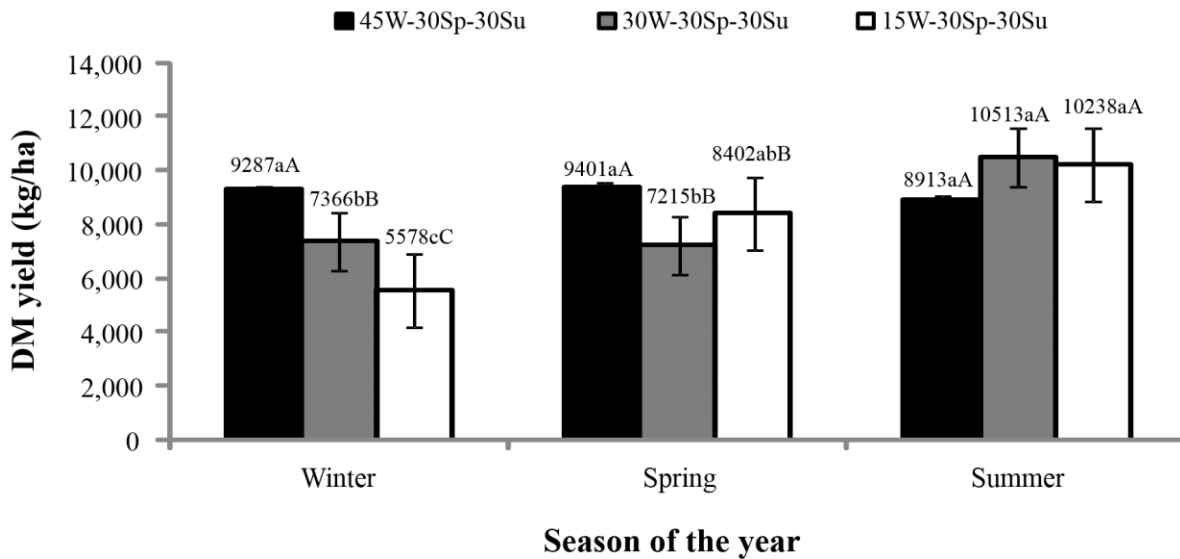 45W-30Sp-30Su 30W-30Sp-30Su 15W-30Sp-30Su
DM yield (kg/ha)
14,000
12,000
10,000
8,000
6,000
4,000
2,000
0
9287aA
7366bB
5578cC
9401aA
7215bB
8402abB
8913aA
10513aA
10238aA
Winter Spring Summer
Season of the year